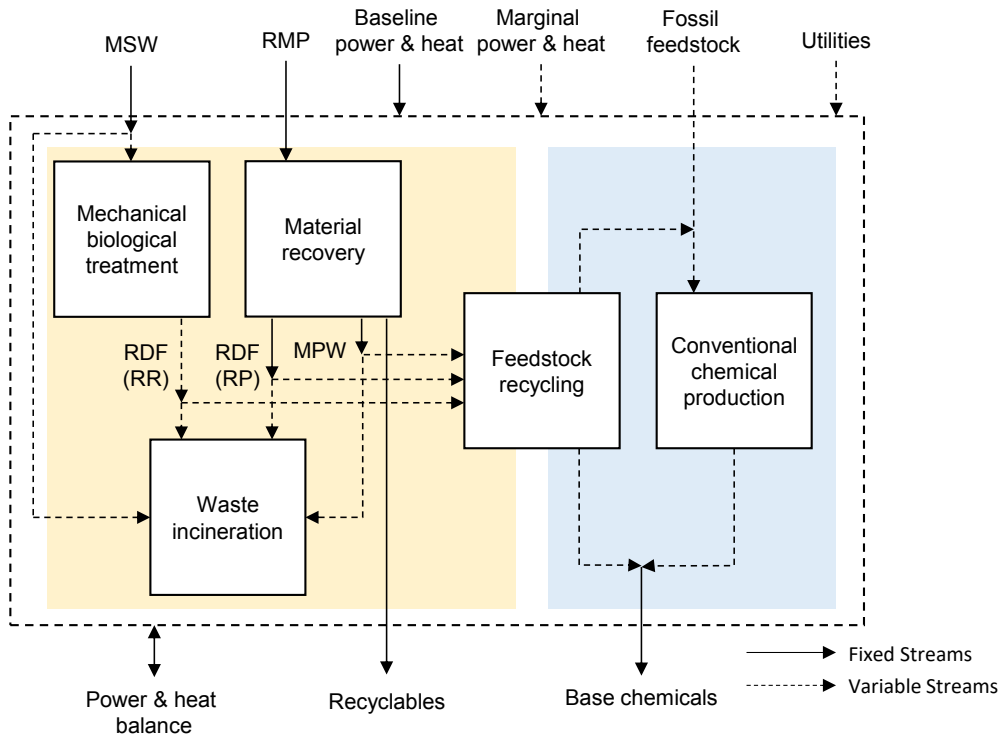 MSW
RMP
Baseline
power & heat
Marginal
power & heat
Fossil
feedstock
Utilities
Mechanical
biological
treatment
Material
recovery
RDF
(RR)
RDF
(RP)
MPW
Feedstock
recycling
Conventional
chemical
production
Waste
incineration
Power & heat
balance
Recyclables
Base chemicals
Fixed Streams
Variable Streams